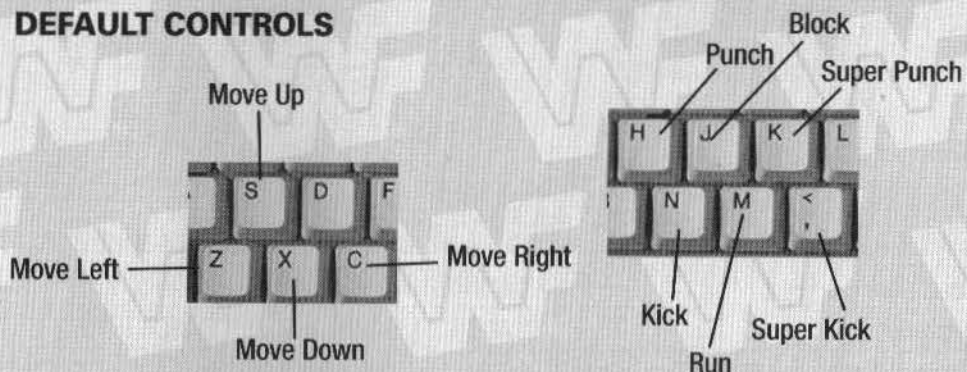 DEFAULT CONTROLS
Block
Punch
Super Punch
Move Up
H J K L
S D F
N M <
,
Move Left
Z X C
Move Right
Kick
Super Kick
Move Down
Run